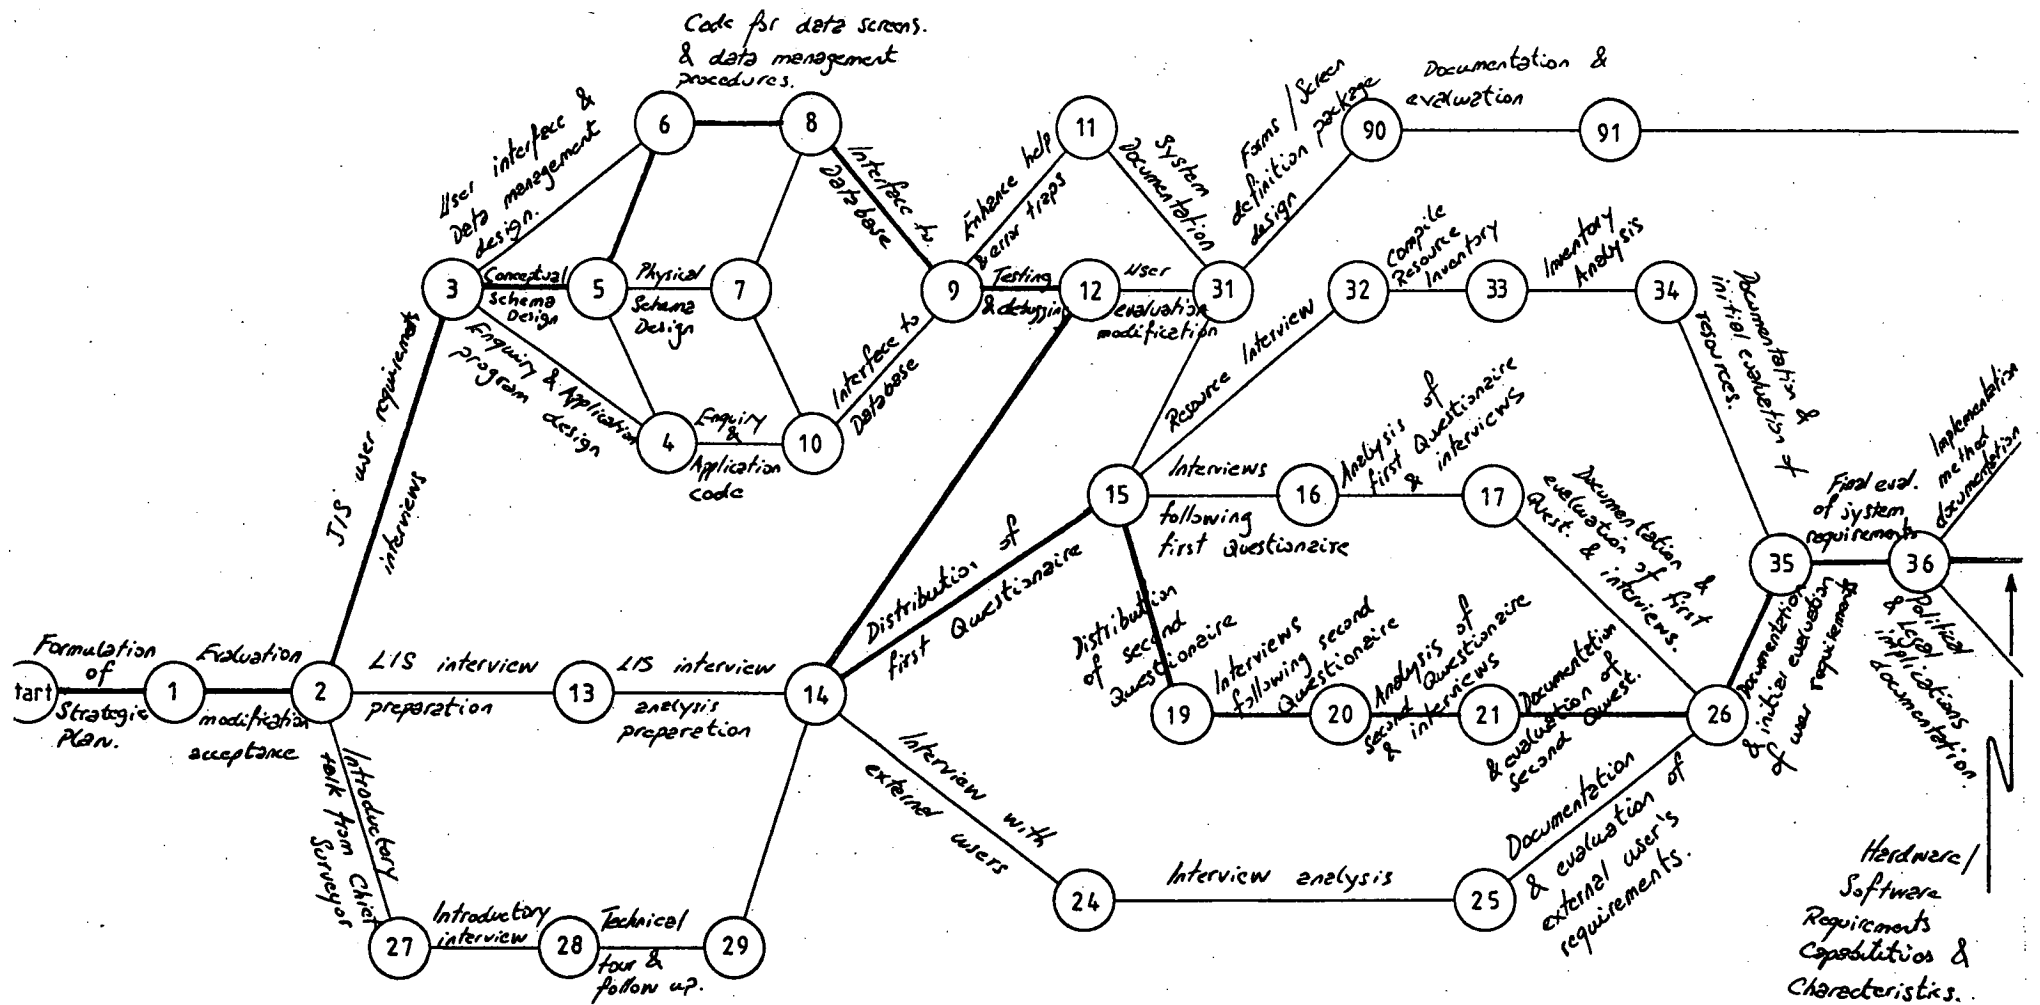 Code for data screens.
& data management
procedures.
User interface &
Data management
design.
6
8
11
90
Documentation &
evaluation
91
Interface to
Database
Enhance help
& error traps
System
Documentation
Forms / Screen
definition package
design
3
Conceptual
Schema
Design
5
Physical
Schema
Design
7
9
Testing
& debugging
12
User
evaluation
modification
31
Resource Interview
32
Compile
Resource
Inventory
33
Inventory
Analysis
34
Documentation &
initial evaluation of
resources.
Enquiry & Application
program design
4
Enquiry
&
Application
code
10
Interface to
Database
JIS user requirements
interviews
15
Interviews
following
first Questionaire
16
Analysis of
first Questionaire
& interviews
17
Documentation &
evaluation of first
Quest. & interviews.
35
Final eval.
of system
requirements
36
Implementation
method
documentation
Political
& Legal
implications
documentation.
Distribution of
first Questionaire
Distribution
of second
Questionaire
19
Interviews
following second
Questionaire
20
Analysis of
second Questionaire
& interviews
21
Documentation
& evaluation of
second Quest.
26
Documentation
& initial evaluation
of user requirements
tart
Formulation
of
Strategic
Plan.
1
Evaluation
modification
acceptance
2
LIS interview
preparation
13
LIS interview
analysis
preparation
14
Introductory
talk from Chief
Surveyor
27
Introductory
interview
28
Technical
tour &
follow up.
29
Interview with
external users
24
Interview analysis
25
Documentation
& evaluation of
external user's
requirements.
N
Hardware/
Software
Requirements
Capabilities &
Characteristics.